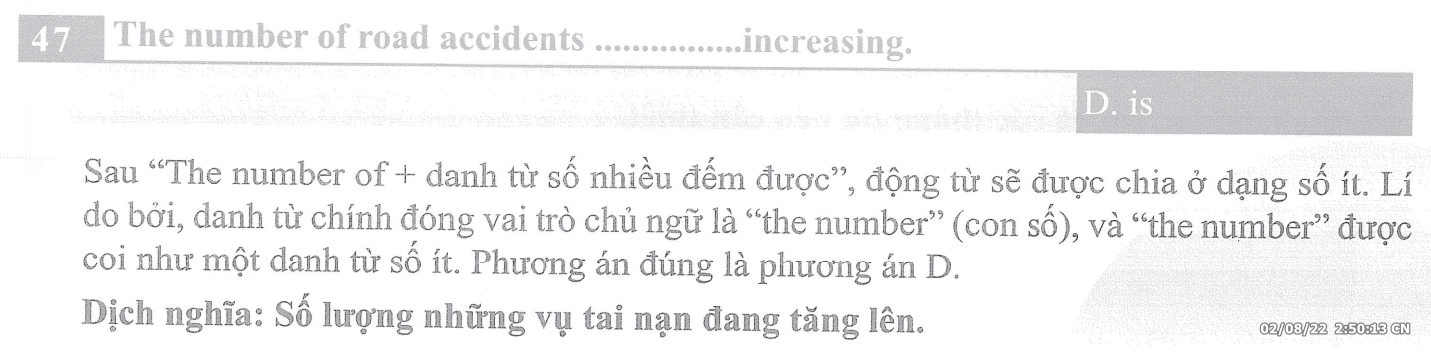 47 The number of road accidents ................increasing.
D. is
Sau “The number of + danh từ số nhiều đếm được”, động từ sẽ được chia ở dạng số ít. Lí
do bởi, danh từ chính đóng vai trò chủ ngữ là “the number” (con số), và “the number” được
coi như một danh từ số ít. Phương án đúng là phương án D.
Dịch nghĩa: Số lượng những vụ tai nạn đang tăng lên.
02/08/22 2:50:13 CN